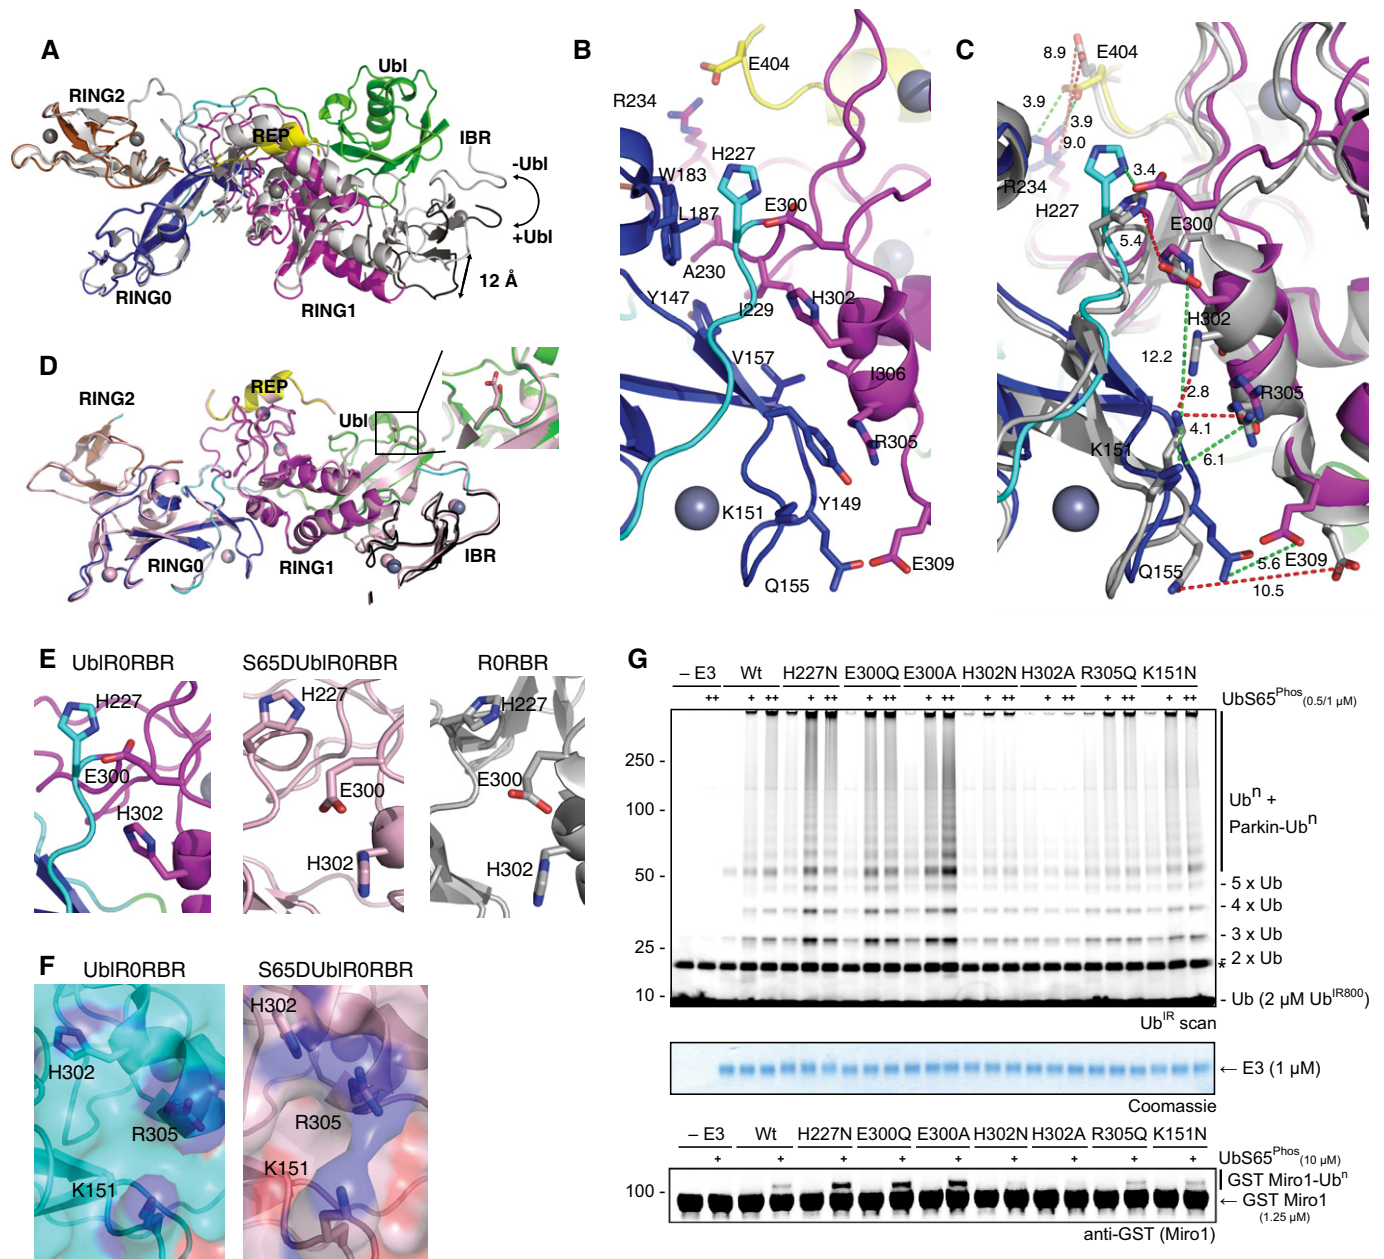 A
RING2
Ubl
REP
IBR
-Ubl
+Ubl
12 Å
RING0
RING1
B
E404
R234
H227
W183
L187
E300
A230
Y147
I229
H302
V157
I306
R305
K151
Y149
Q155
E309
C
8.9
E404
3.9
3.9
9.0
R234
3.4
H227
E300
5.4
H302
12.2
2.8
R305
4.1
K151
6.1
Q155
5.6
E309
10.5
D
RING2
REP
Ubl
RING0
RING1
IBR
E
UblR0RBR
S65DUblR0RBR
R0RBR
H227
E300
H302
H227
E300
H302
H227
E300
H302
F
UblR0RBR
S65DUblR0RBR
H302
R305
K151
H302
R305
K151
G
– E3 Wt H227N E300Q E300A H302N H302A R305Q K151N
++ + ++ + ++ + ++ + ++ + ++ + ++ + ++ + ++ UbS65Phos (0.5/1 µM)
250 -
100 -
50 -
25 -
10 -
Ubn +
Parkin-Ubn
- 5 x Ub
- 4 x Ub
- 3 x Ub
* - 2 x Ub
- Ub (2 µM UbIR800)
UbIR scan
← E3 (1 µM)
Coomassie
– E3 Wt H227N E300Q E300A H302N H302A R305Q K151N
+ + + + + + + + + UbS65Phos (10 µM)
GST Miro1-Ubn
100 -
← GST Miro1
(1.25 µM)
anti-GST (Miro1)